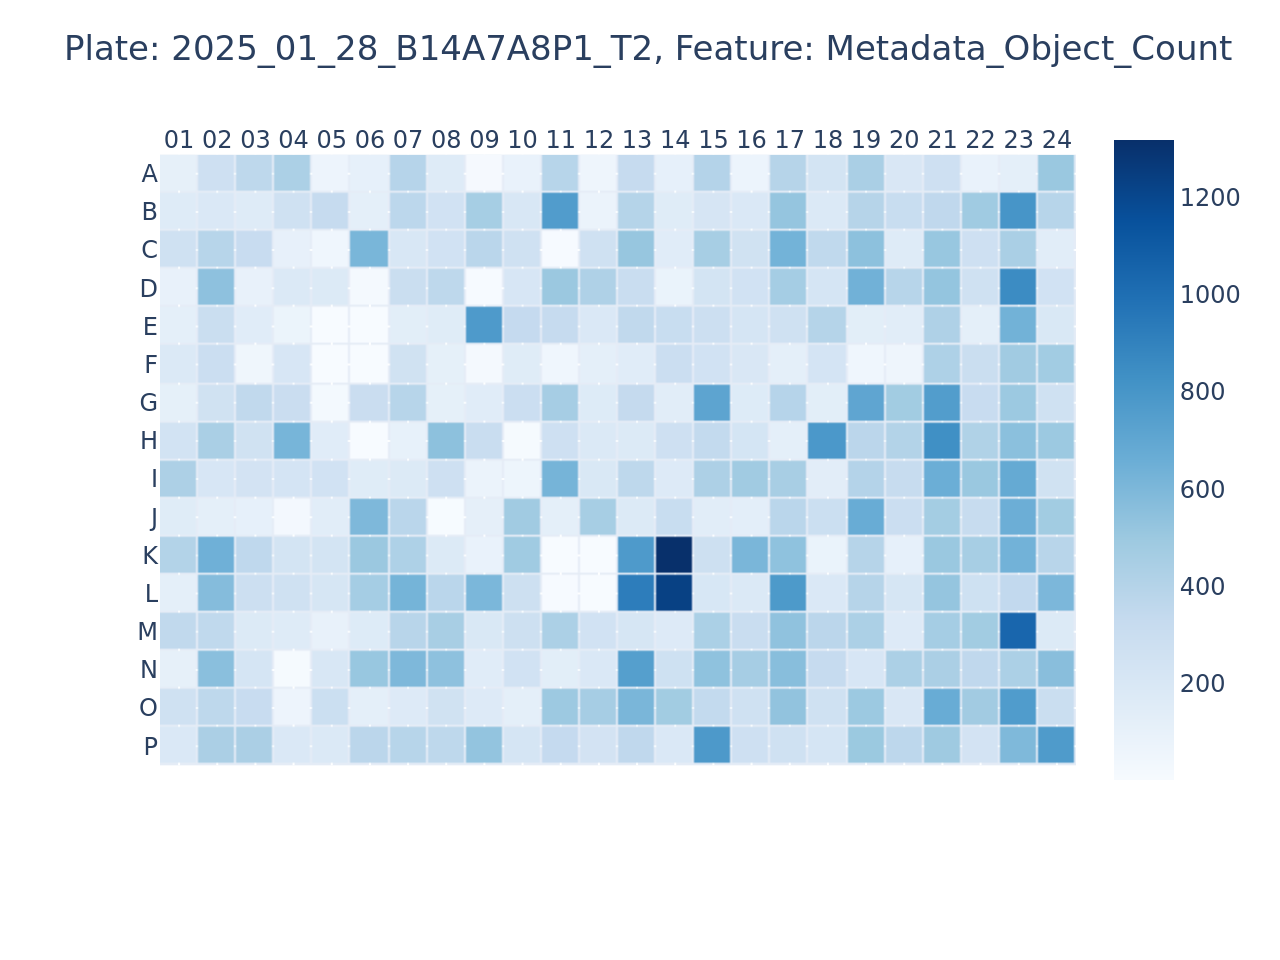 Plate: 2025_01_28_B14A7A8P1_T2, Feature: Metadata_Object_Count
01 02 03 04 05 06 07 08 09 10 11 12 13 14 15 16 17 18 19 20 21 22 23 24
A
B
C
D
E
F
G
H
I
J
K
L
M
N
O
P
1200
1000
800
600
400
200